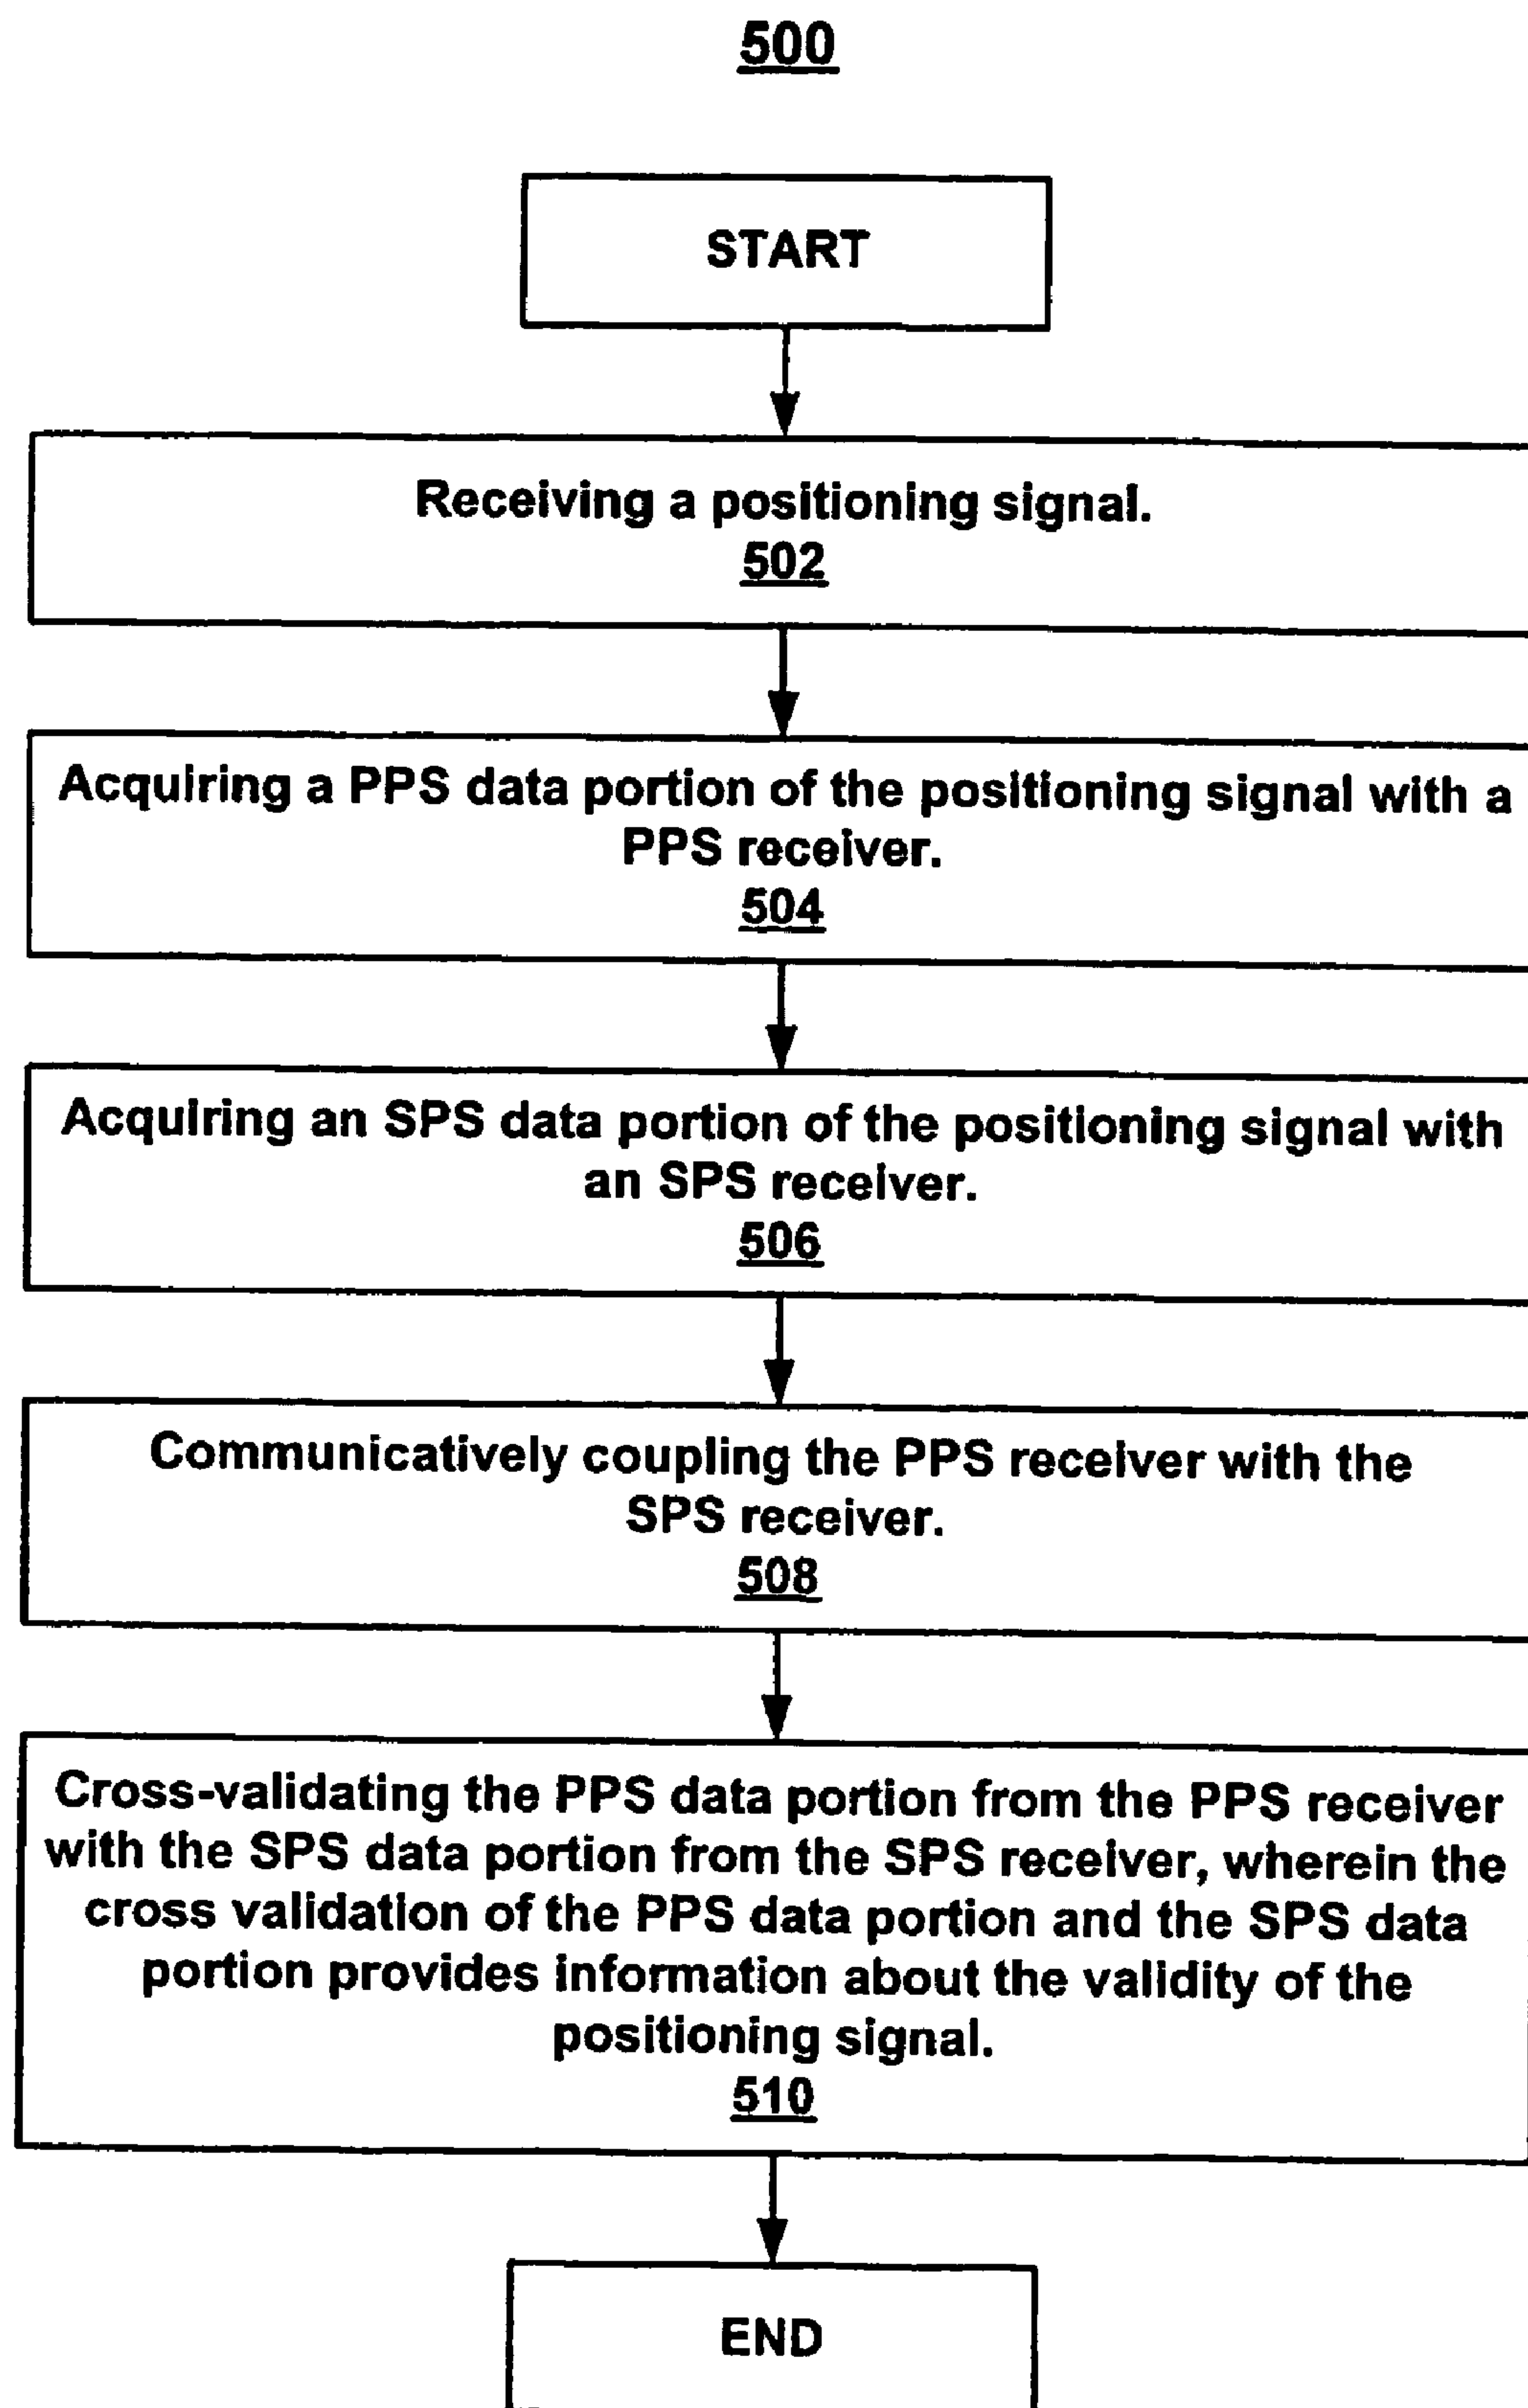 500
START
Receiving a positioning signal.
502
Acquiring a PPS data portion of the positioning signal with a
PPS receiver.
504
Acquiring an SPS data portion of the positioning signal with
an SPS receiver.
506
Communicatively coupling the PPS receiver with the
SPS receiver.
508
Cross-validating the PPS data portion from the PPS receiver
with the SPS data portion from the SPS receiver, wherein the
cross validation of the PPS data portion and the SPS data
portion provides information about the validity of the
positioning signal.
510
END